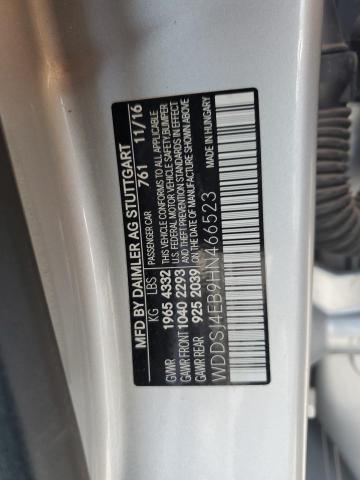 MFD BY DAIMLER AG STUTTGART
761 11/16
KG LBS PASSENGER CAR
GVWR 1965 4332 THIS VEHICLE CONFORMS TO ALL APPLICABLE
U.S. FEDERAL MOTOR VEHICLE SAFETY, BUMPER
GAWR FRONT 1040 2293 AND THEFT PREVENTION STANDARDS IN EFFECT
GAWR REAR 925 2039 ON THE DATE OF MANUFACTURE SHOWN ABOVE
WDDSJ4EB9HN466523 MADE IN HUNGARY